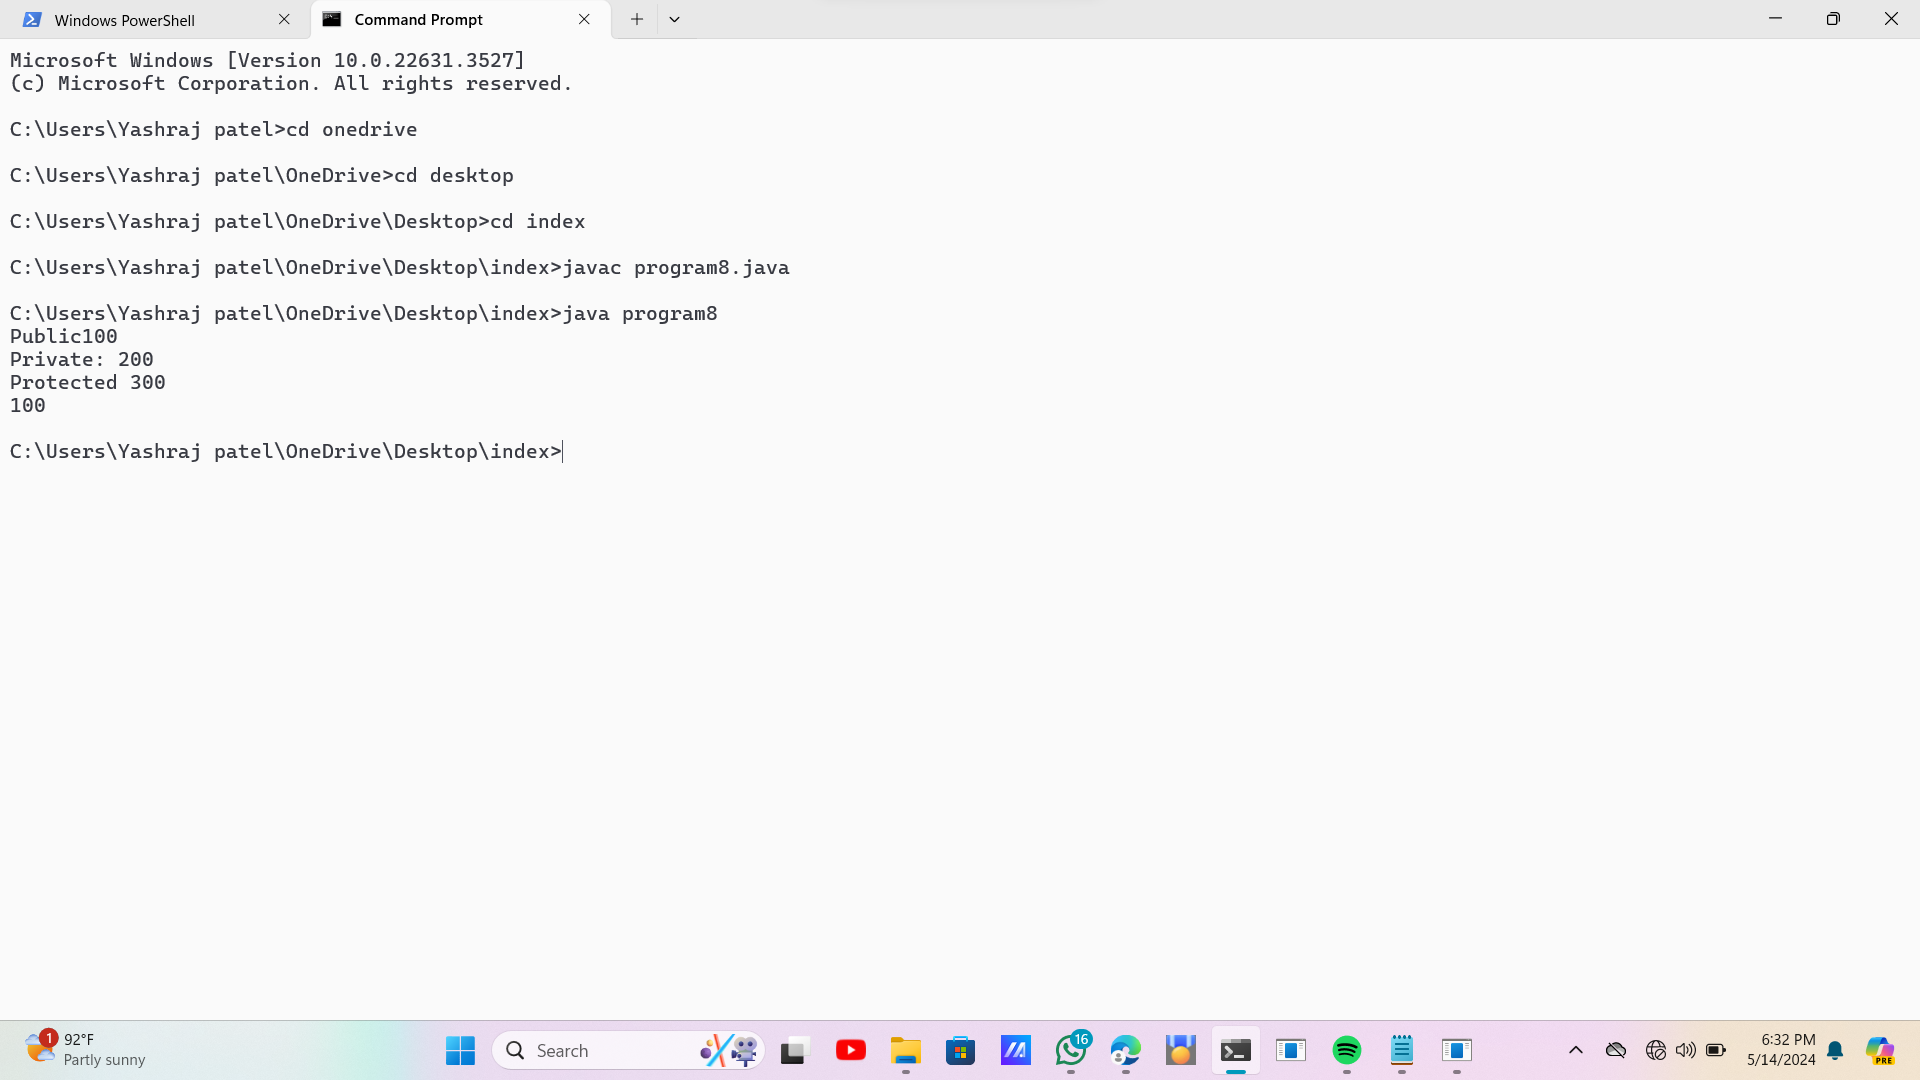 Windows PowerShell
Command Prompt
Microsoft Windows [Version 10.0.22631.3527]
(c) Microsoft Corporation. All rights reserved.
C:\Users\Yashraj patel>cd onedrive
C:\Users\Yashraj patel\OneDrive>cd desktop
C:\Users\Yashraj patel\OneDrive\Desktop>cd index
C:\Users\Yashraj patel\OneDrive\Desktop\index>javac program8.java
C:\Users\Yashraj patel\OneDrive\Desktop\index>java program8
Public100
Private: 200
Protected 300
100
C:\Users\Yashraj patel\OneDrive\Desktop\index>
1
92°F
Partly sunny
Search
16
6:32 PM
5/14/2024
PRE